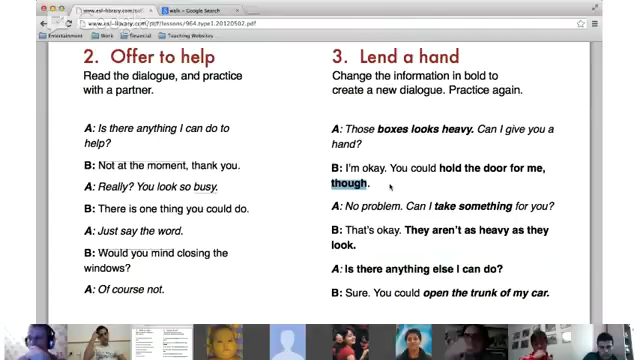 www.esl-library.com/pdf/lessons
walk - Google Search
www.esl-library.com/pdf/lessons/964.type1.20120502.pdf
Entertainment Work financial Teaching Websites
2. Offer to help
Read the dialogue, and practice
with a partner.
A: Is there anything I can do to
help?
B: Not at the moment, thank you.
A: Really? You look so busy.
B: There is one thing you could do.
A: Just say the word.
B: Would you mind closing the
windows?
A: Of course not.
3. Lend a hand
Change the information in bold to
create a new dialogue. Practice again.
A: Those boxes looks heavy. Can I give you a
hand?
B: I'm okay. You could hold the door for me,
though.
A: No problem. Can I take something for you?
B: That's okay. They aren't as heavy as they
look.
A: Is there anything else I can do?
B: Sure. You could open the trunk of my car.